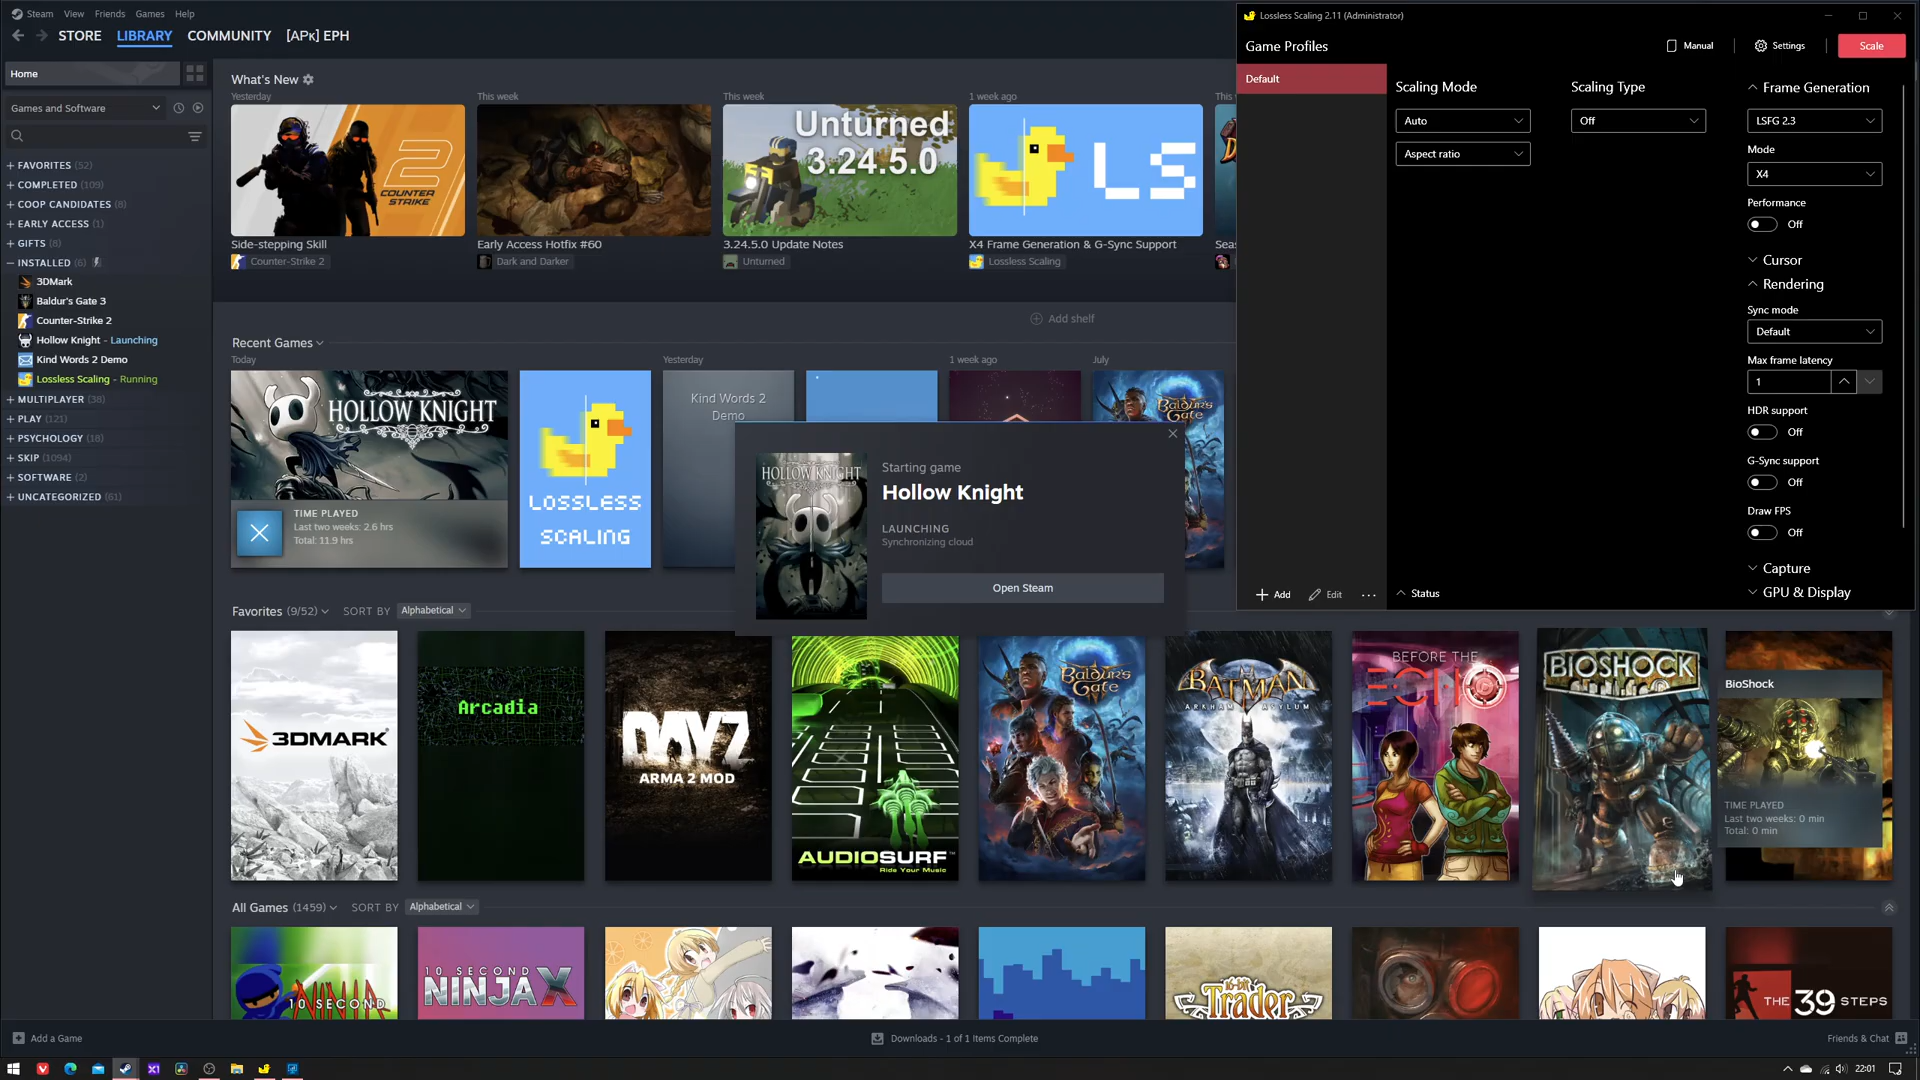 Steam View Friends Games Help
STORE LIBRARY COMMUNITY [APĸ] EPH
Home
Games and Software
FAVORITES (52)
COMPLETED (109)
COOP CANDIDATES (8)
EARLY ACCESS (1)
GIFTS (8)
INSTALLED (6)
3DMark
Baldur's Gate 3
Counter-Strike 2
Hollow Knight - Launching
Kind Words 2 Demo
Lossless Scaling - Running
MULTIPLAYER (38)
PLAY (121)
PSYCHOLOGY (18)
SKIP (1094)
SOFTWARE (2)
UNCATEGORIZED (61)
What's New
Yesterday
This week
This week
1 week ago
This
COUNTER
STRIKE
2
Unturned
3.24.5.0
LS
Side-stepping Skill
Early Access Hotfix #60
3.24.5.0 Update Notes
X4 Frame Generation & G-Sync Support
Seas
Counter-Strike 2
Dark and Darker
Unturned
Lossless Scaling
Add shelf
Recent Games
Today
Yesterday
1 week ago
July
HOLLOW KNIGHT
TIME PLAYED
Last two weeks: 2.6 hrs
Total: 11.9 hrs
LOSSLESS
SCALING
Kind Words 2
Demo
Baldur's
Gate
HOLLOW KNIGHT
Starting game
Hollow Knight
LAUNCHING
Synchronizing cloud
Open Steam
Favorites (9/52) SORT BY Alphabetical
3DMARK
Arcadia
DAYZ
ARMA 2 MOD
AUDIOSURF
Ride Your Music
Baldur's
Gate
BATMAN
ARKHAM ASYLUM
BEFORE THE
ECHO
BIOSHOCK
BioShock
TIME PLAYED
Last two weeks: 0 min
Total: 0 min
All Games (1459) SORT BY Alphabetical
10 SECOND
NINJA
10 SECOND
NINJA X
16-bit
Trader
THE 39 STEPS
Add a Game
Downloads - 1 of 1 Items Complete
Friends & Chat
22:01
Lossless Scaling 2.11 (Administrator)
Game Profiles
Manual
Settings
Scale
Default
Add
Edit
...
Scaling Mode
Auto
Aspect ratio
Scaling Type
Off
Status
Frame Generation
LSFG 2.3
Mode
X4
Performance
Off
Cursor
Rendering
Sync mode
Default
Max frame latency
1
HDR support
Off
G-Sync support
Off
Draw FPS
Off
Capture
GPU & Display